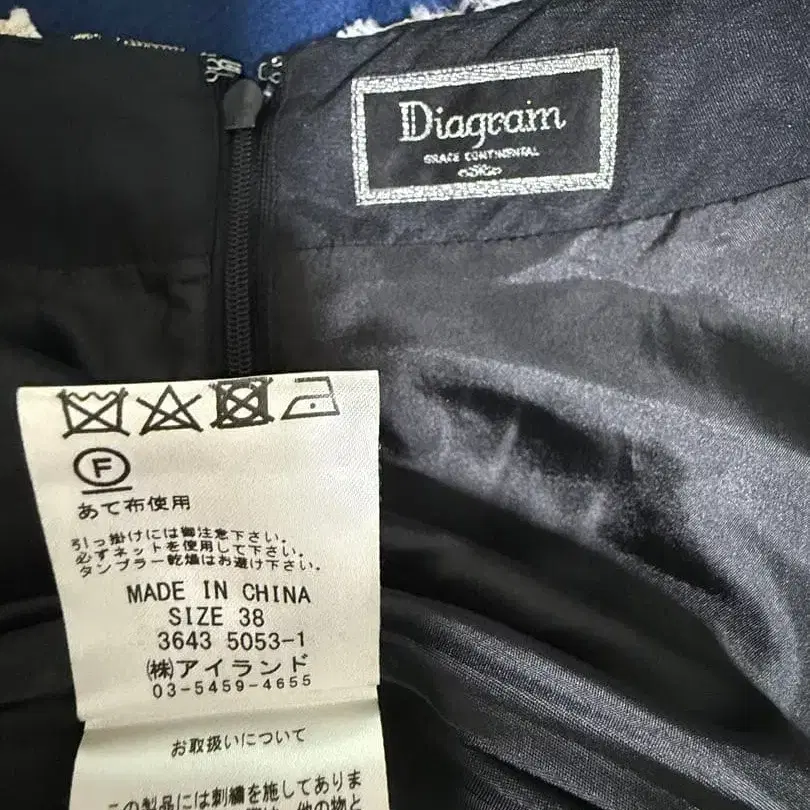 Diagram
GRACE CONTINENTAL
F
あて布使用
引っ掛けには御注意下さい。
必ずネットを使用して下さい。
タンブラー乾燥はお避け下さい。
MADE IN CHINA
SIZE 38
3643 5053-1
㈱アイランド
03-5459-4655
お取扱いについて
この製品には刺繍を施してありま